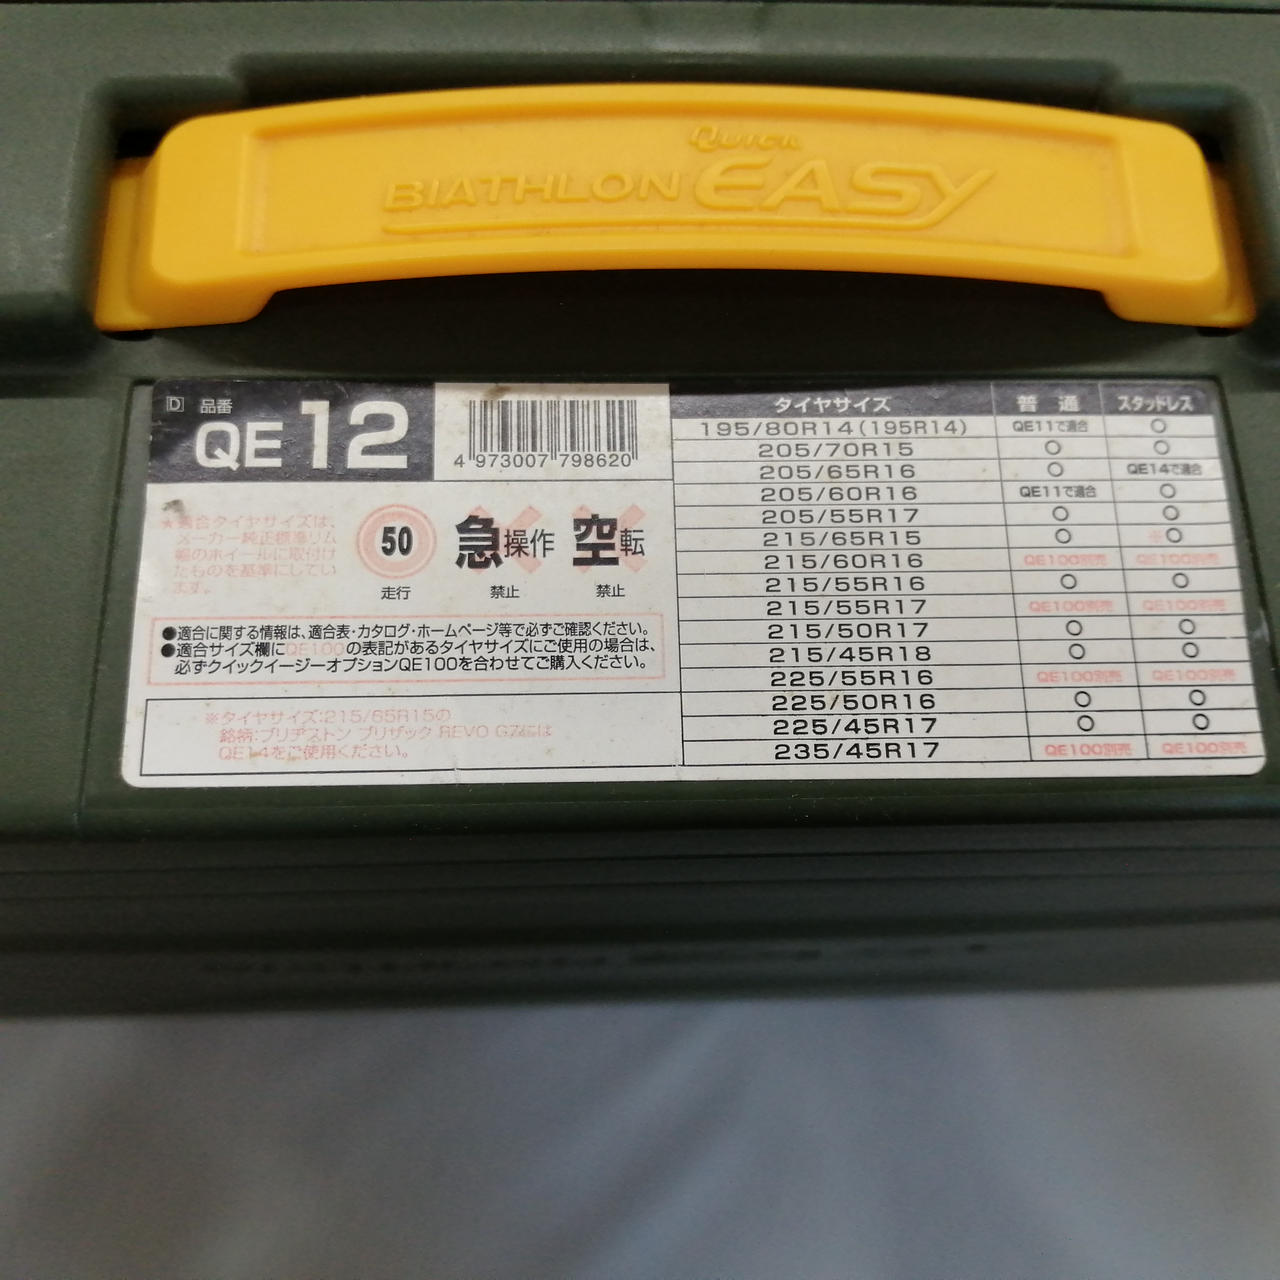 QUICK
BIATHLON EASY
D 品番
QE12
4 973007 798620
★適合タイヤサイズは、
メーカー純正標準リム
幅のホイールに取付け
たものを基準にしてい
ます。
50
走行
急操作
禁止
空転
禁止
●適合に関する情報は、適合表・カタログ・ホームページ等で必ずご確認ください。
●適合サイズ欄にQE100の表記があるタイヤサイズにご使用の場合は、
必ずクイックイージーオプションQE100を合わせてご購入ください。
※タイヤサイズ:215/65R15の
銘柄:ブリヂストン ブリザック REVO GZには
QE14をご使用ください。
タイヤサイズ 普通 スタッドレス
195/80R14(195R14) QE11で適合 ○
205/70R15 ○ ○
205/65R16 ○ QE14で適合
205/60R16 QE11で適合 ○
205/55R17 ○ ○
215/65R15 ○ ※○
215/60R16 QE100別売 QE100別売
215/55R16 ○ ○
215/55R17 QE100別売 QE100別売
215/50R17 ○ ○
215/45R18 ○ ○
225/55R16 QE100別売 QE100別売
225/50R16 ○ ○
225/45R17 ○ ○
235/45R17 QE100別売 QE100別売